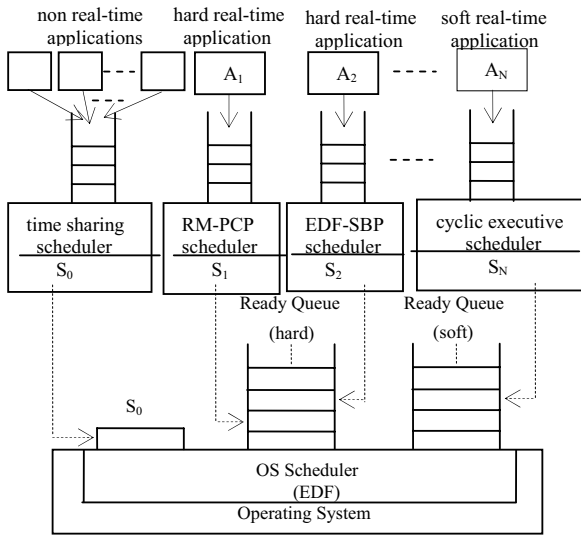 non real-time applications
hard real-time application
hard real-time application
soft real-time application
A1
A2
AN
time sharing scheduler
S0
RM-PCP scheduler
S1
EDF-SBP scheduler
S2
cyclic executive scheduler
SN
Ready Queue (hard)
Ready Queue (soft)
S0
OS Scheduler
(EDF)
Operating System